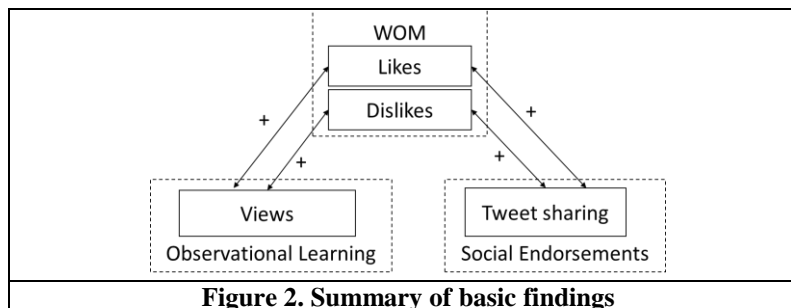 WOM
Likes
Dislikes
+
+
+
+
Views
Tweet sharing
Observational Learning
Social Endorsements
Figure 2. Summary of basic findings